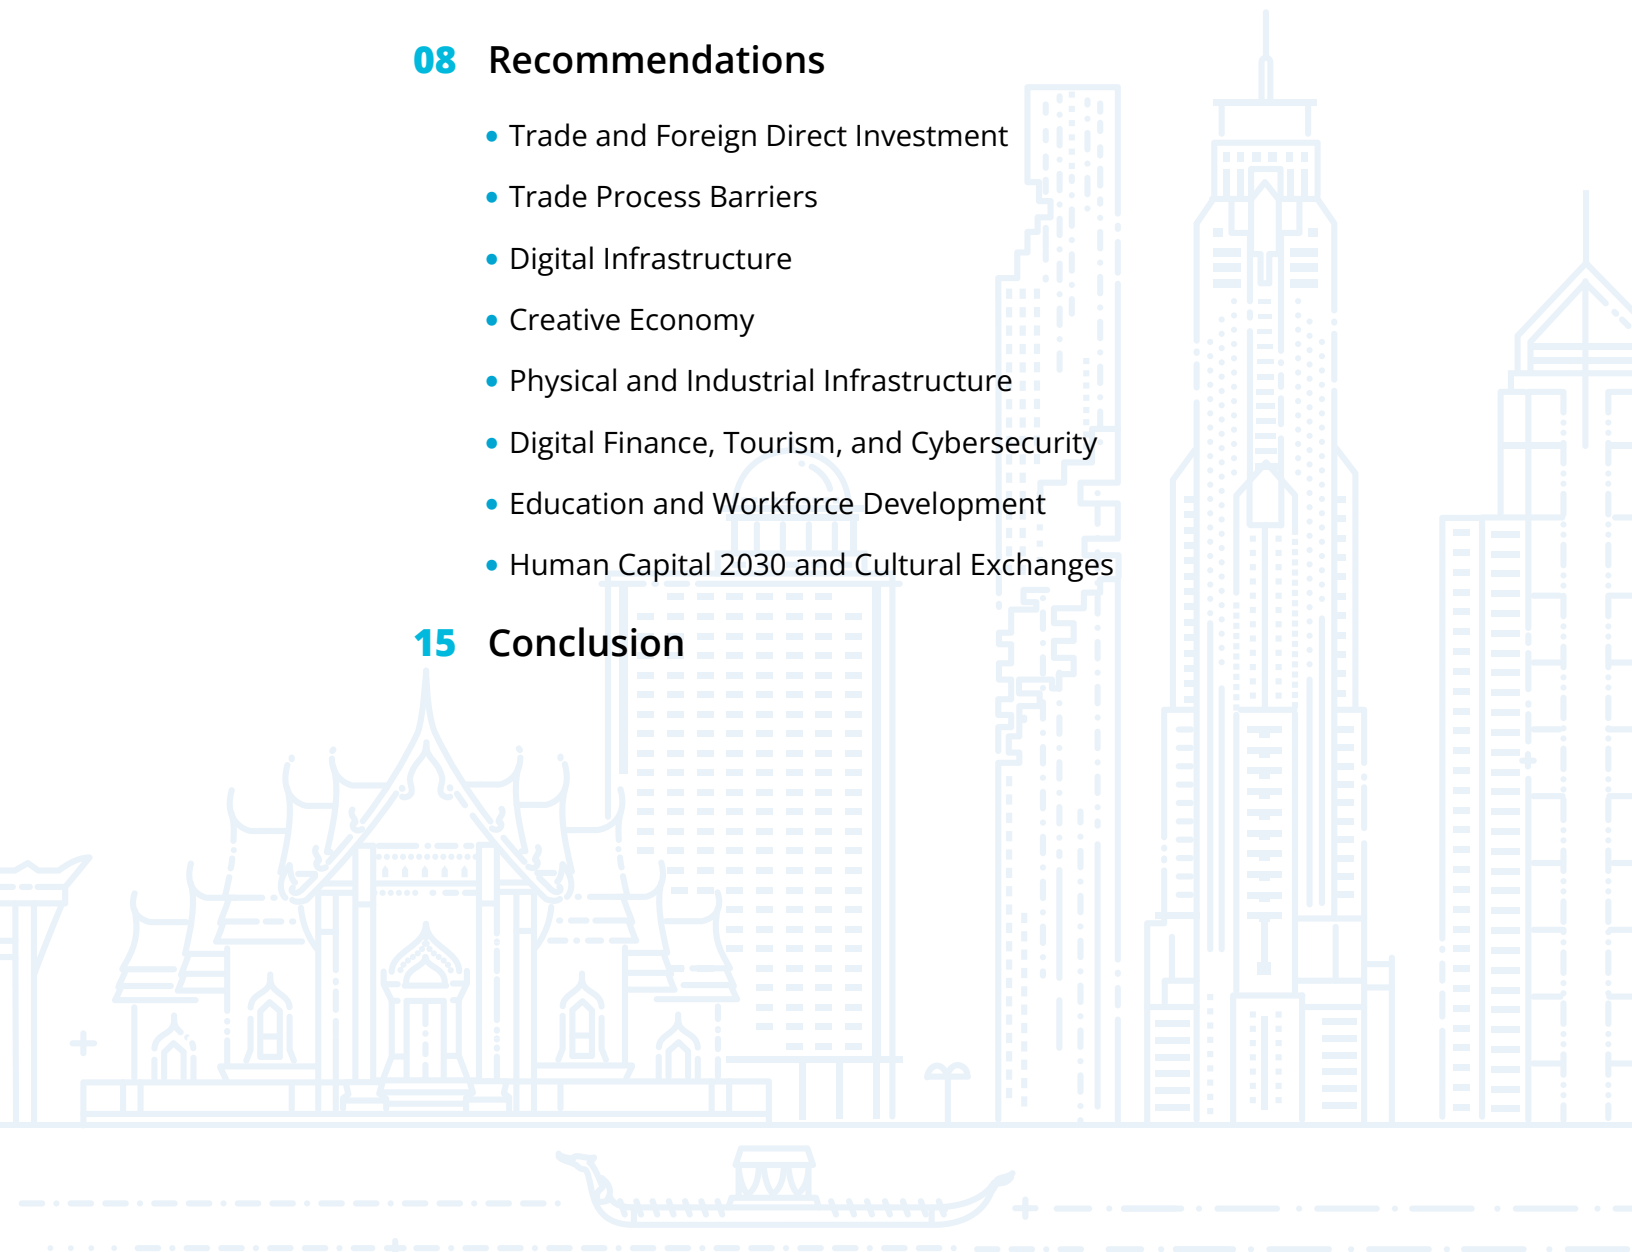 08 Recommendations
• Trade and Foreign Direct Investment
• Trade Process Barriers
• Digital Infrastructure
• Creative Economy
• Physical and Industrial Infrastructure
• Digital Finance, Tourism, and Cybersecurity
• Education and Workforce Development
• Human Capital 2030 and Cultural Exchanges
15 Conclusion